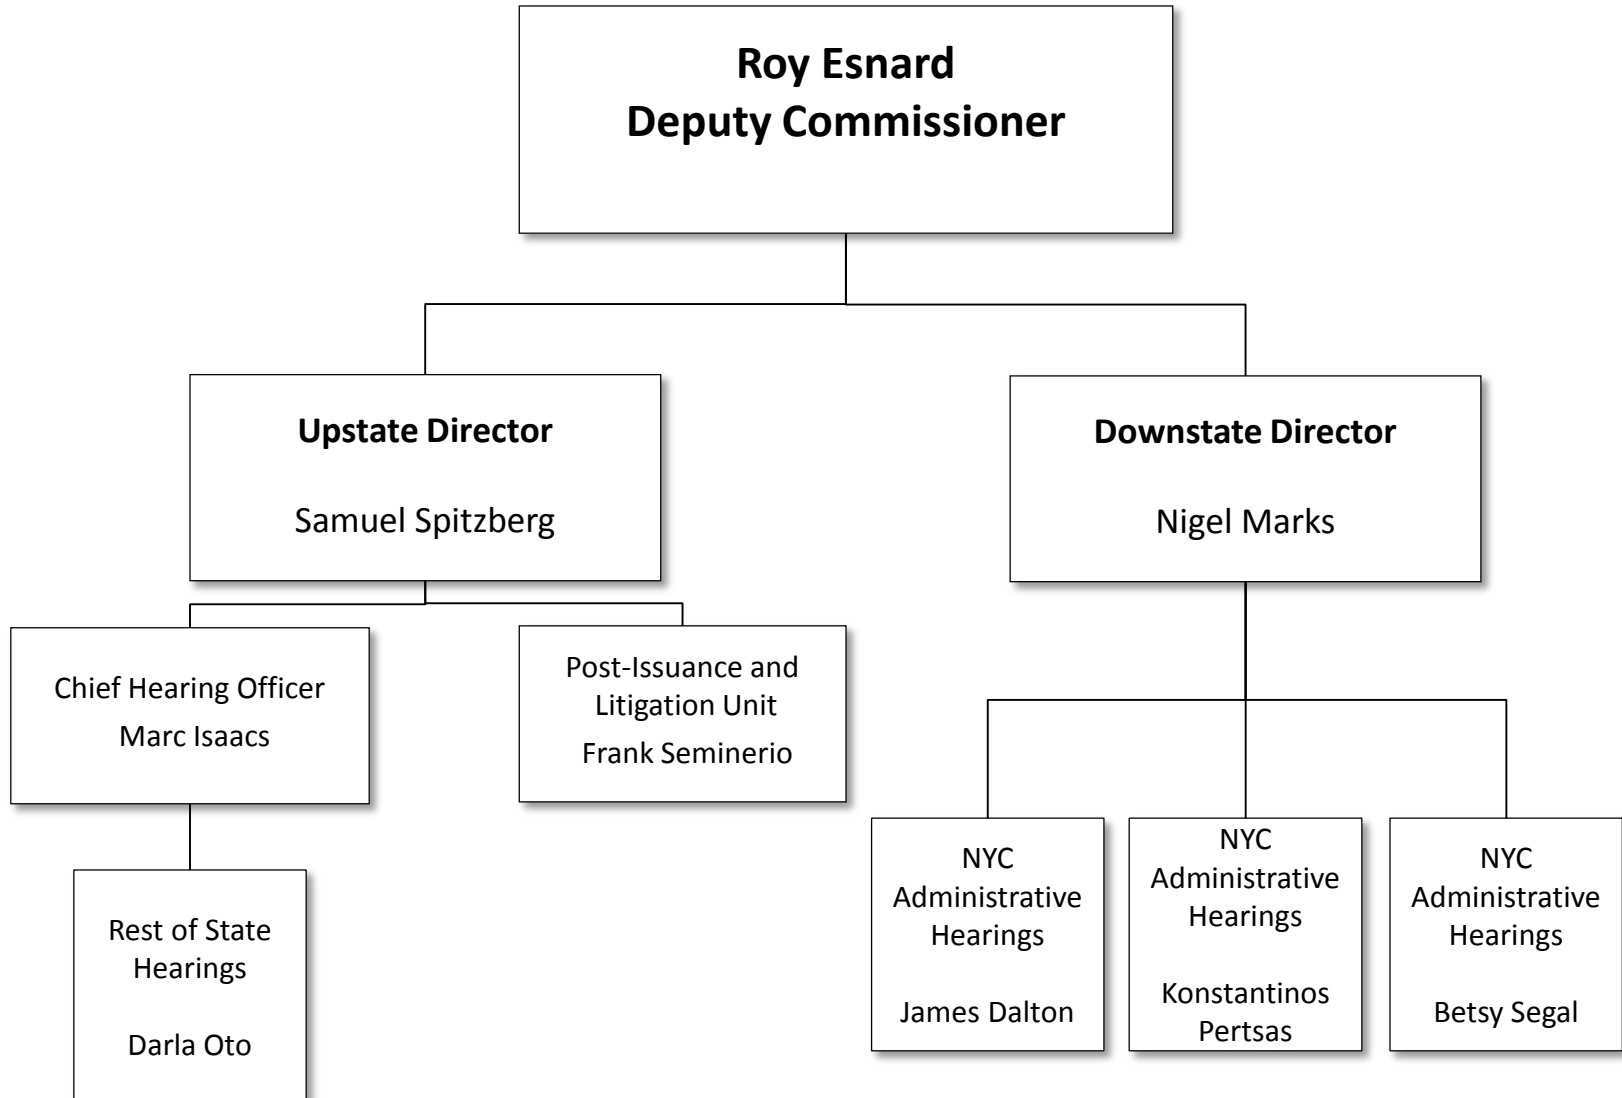 Roy Esnard
Deputy Commissioner
Upstate Director
Samuel Spitzberg
Downstate Director
Nigel Marks
Chief Hearing Officer
Marc Isaacs
Post-Issuance and
Litigation Unit
Frank Seminerio
Rest of State
Hearings
Darla Oto
NYC
Administrative
Hearings
James Dalton
NYC
Administrative
Hearings
Konstantinos
Pertsas
NYC
Administrative
Hearings
Betsy Segal